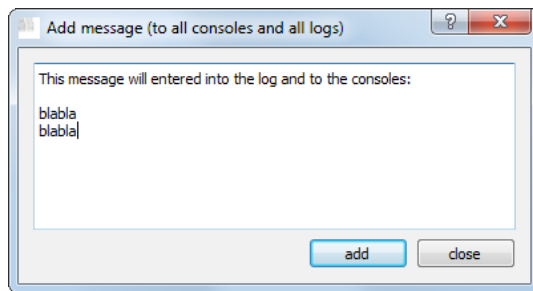 Add message (to all consoles and all logs)
?
X
This message will entered into the log and to the consoles:
blabla
blabla
add
close